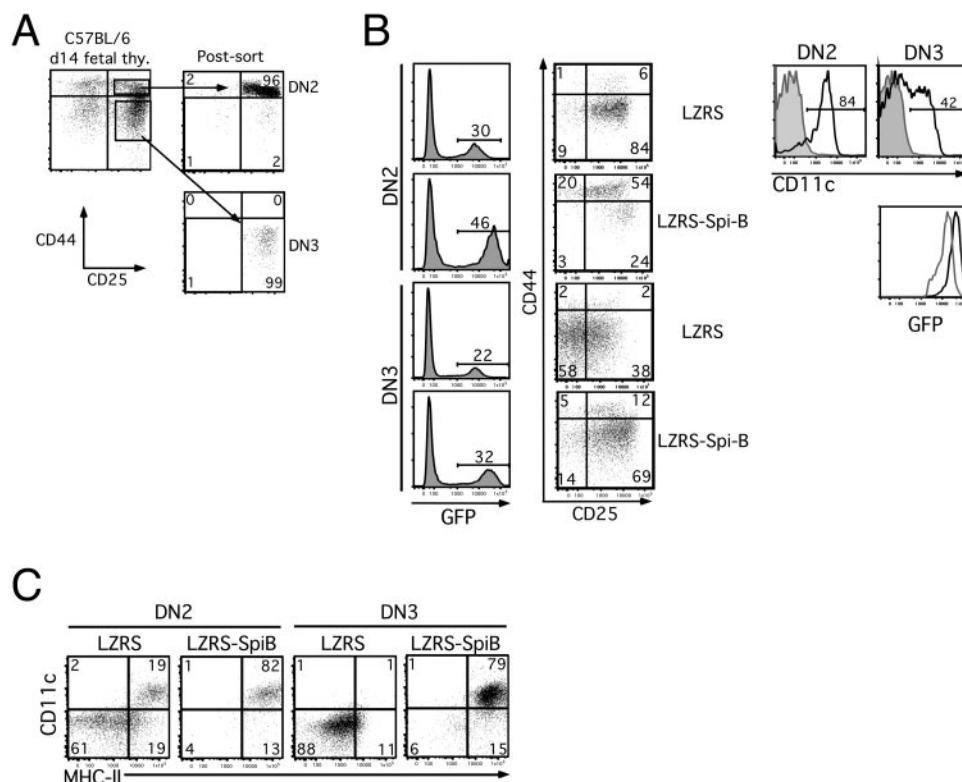 A
C57BL/6
d14 fetal thy.
Post-sort
2 96
DN2
1 2
0 0
DN3
1 99
CD44
CD25
B
DN2
30
46
DN3
22
32
GFP
CD44
1 6
9 84
LZRS
20 54
3 24
LZRS-Spi-B
2 2
58 38
LZRS
5 12
14 69
LZRS-Spi-B
CD25
DN2 DN3
84 42
CD11c
GFP
C
DN2 DN3
LZRS LZRS-SpiB LZRS LZRS-SpiB
2 19 1 82 1 1 1 79
61 19 4 13 88 11 6 15
CD11c
MHC-II